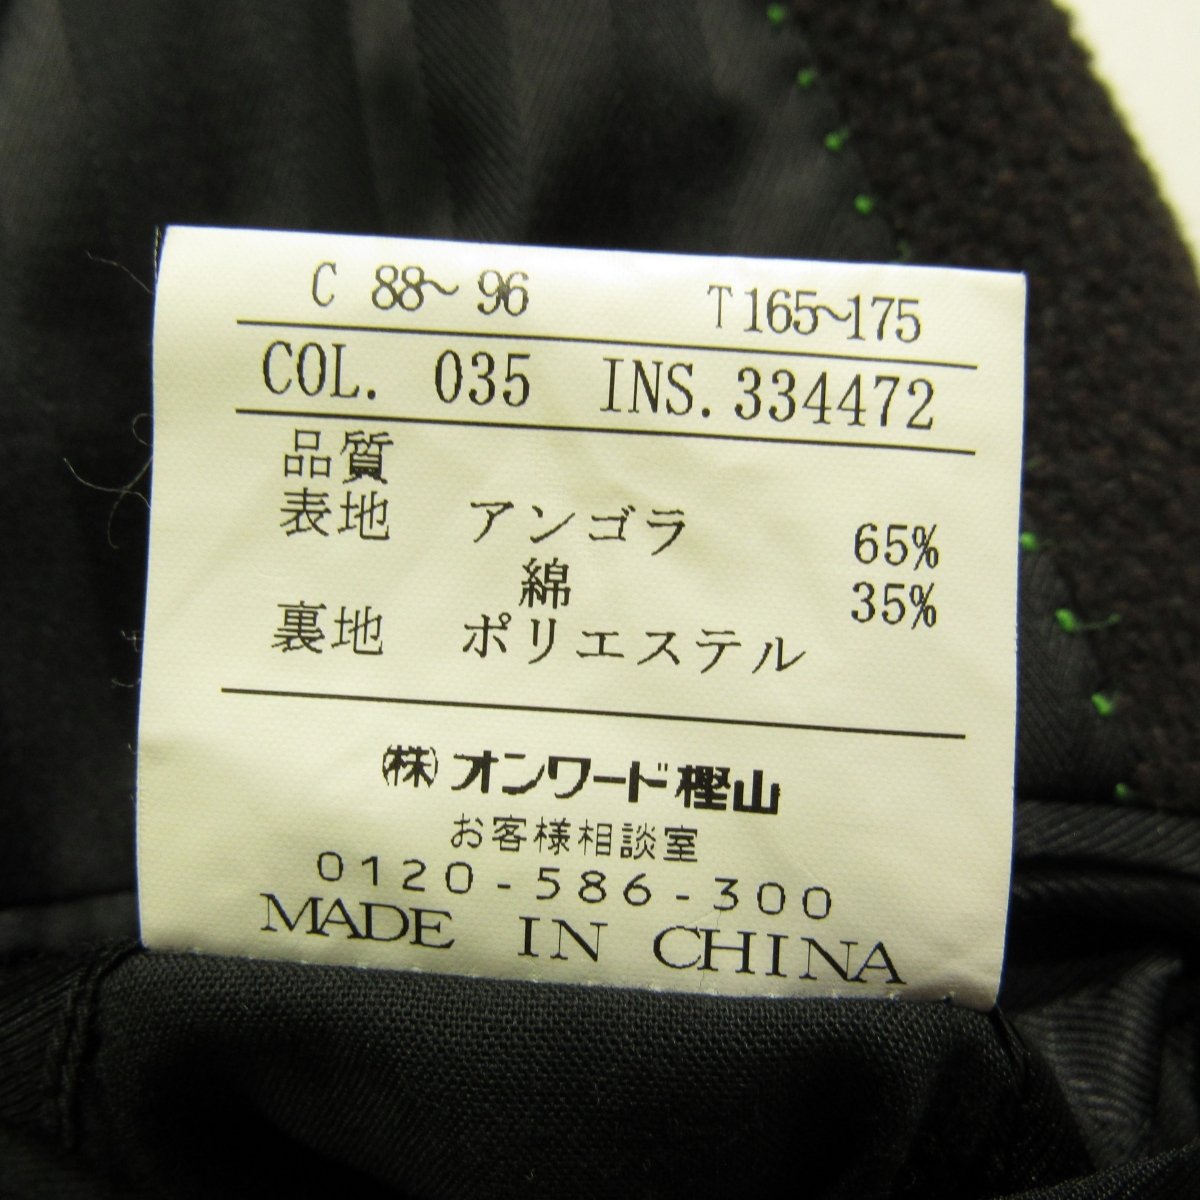 C 88~96 T165~175
COL. 035 INS.334472
品質
表地 アンゴラ 65%
綿 35%
裏地 ポリエステル
㈱オンワード樫山
お客様相談室
0120-586-300
MADE IN CHINA